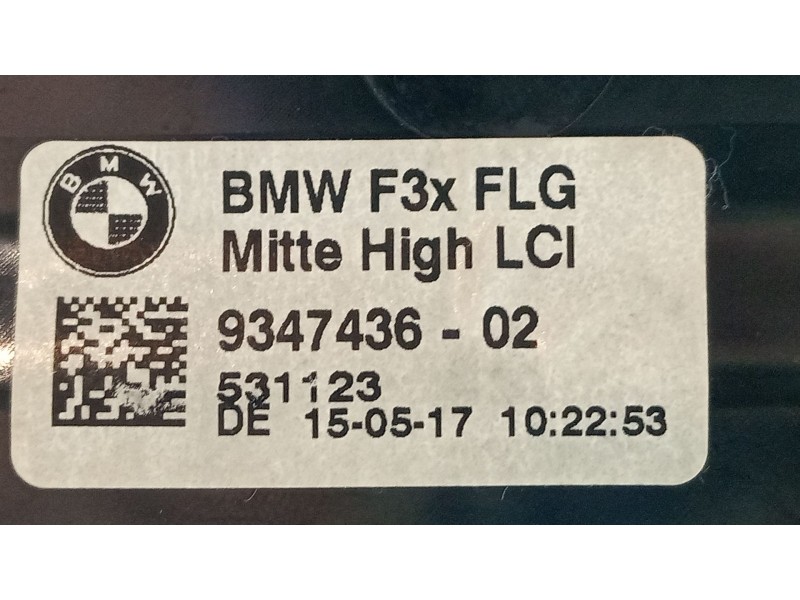 BMW
BMW F3x FLG
Mitte High LCI
9347436 - 02
531123
DE 15-05-17 10:22:53